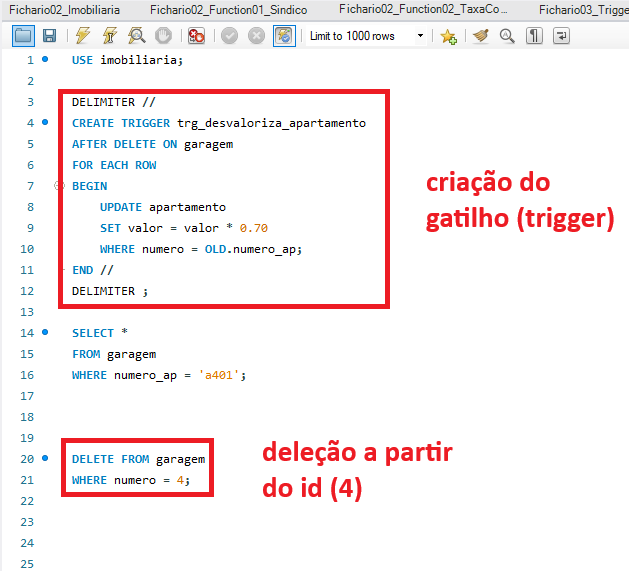 Fichario02_Imobiliaria Fichario02_Function01_Sindico Fichario02_Function02_TaxaCo... Fichario03_Trigge
Limit to 1000 rows
1 USE imobiliaria;
2
3 DELIMITER //
4 CREATE TRIGGER trg_desvaloriza_apartamento
5 AFTER DELETE ON garagem
6 FOR EACH ROW
7 BEGIN
8 UPDATE apartamento
9 SET valor = valor * 0.70
10 WHERE numero = OLD.numero_ap;
11 END //
12 DELIMITER ;
criação do
gatilho (trigger)
13
14 SELECT *
15 FROM garagem
16 WHERE numero_ap = 'a401';
17
18
19
20 DELETE FROM garagem
21 WHERE numero = 4;
deleção a partir
do id (4)
22
23
24
25